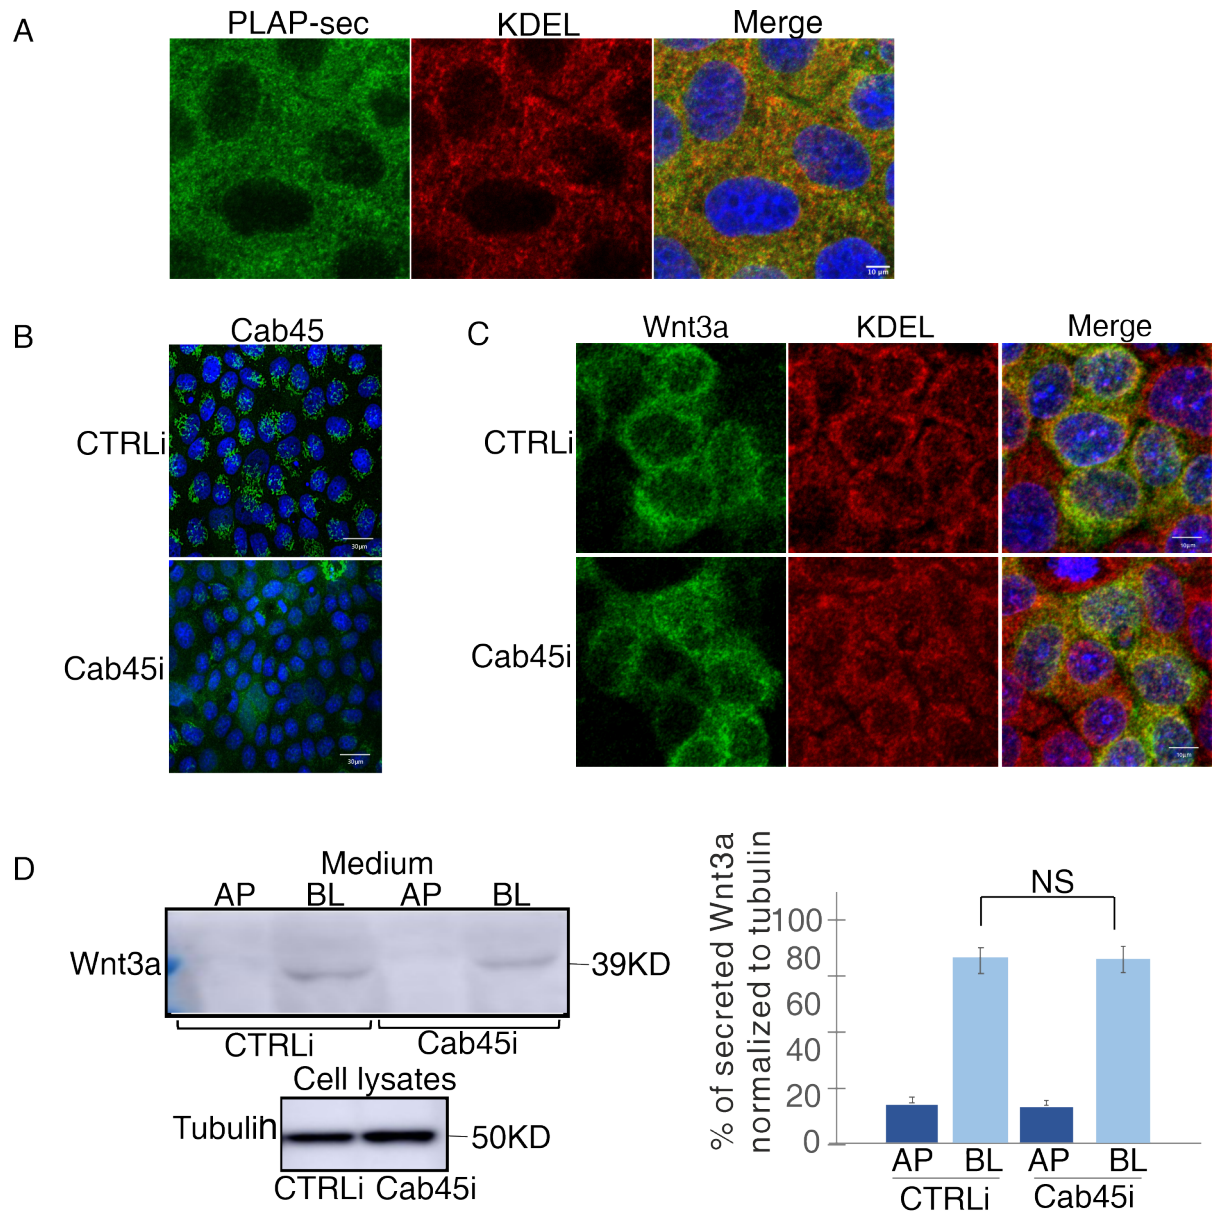 A
PLAP-sec KDEL Merge
10 µm
B
Cab45
CTRLi
30µm
Cab45i
30µm
C
Wnt3a KDEL Merge
CTRLi
10µm
Cab45i
10µm
D
Medium
AP BL AP BL
Wnt3a
39KD
CTRLi Cab45i
Cell lysates
Tubulin
50KD
CTRLi Cab45i
% of secreted Wnt3a
normalized to tubulin
NS
100
80
60
40
20
0
AP BL AP BL
CTRLi Cab45i